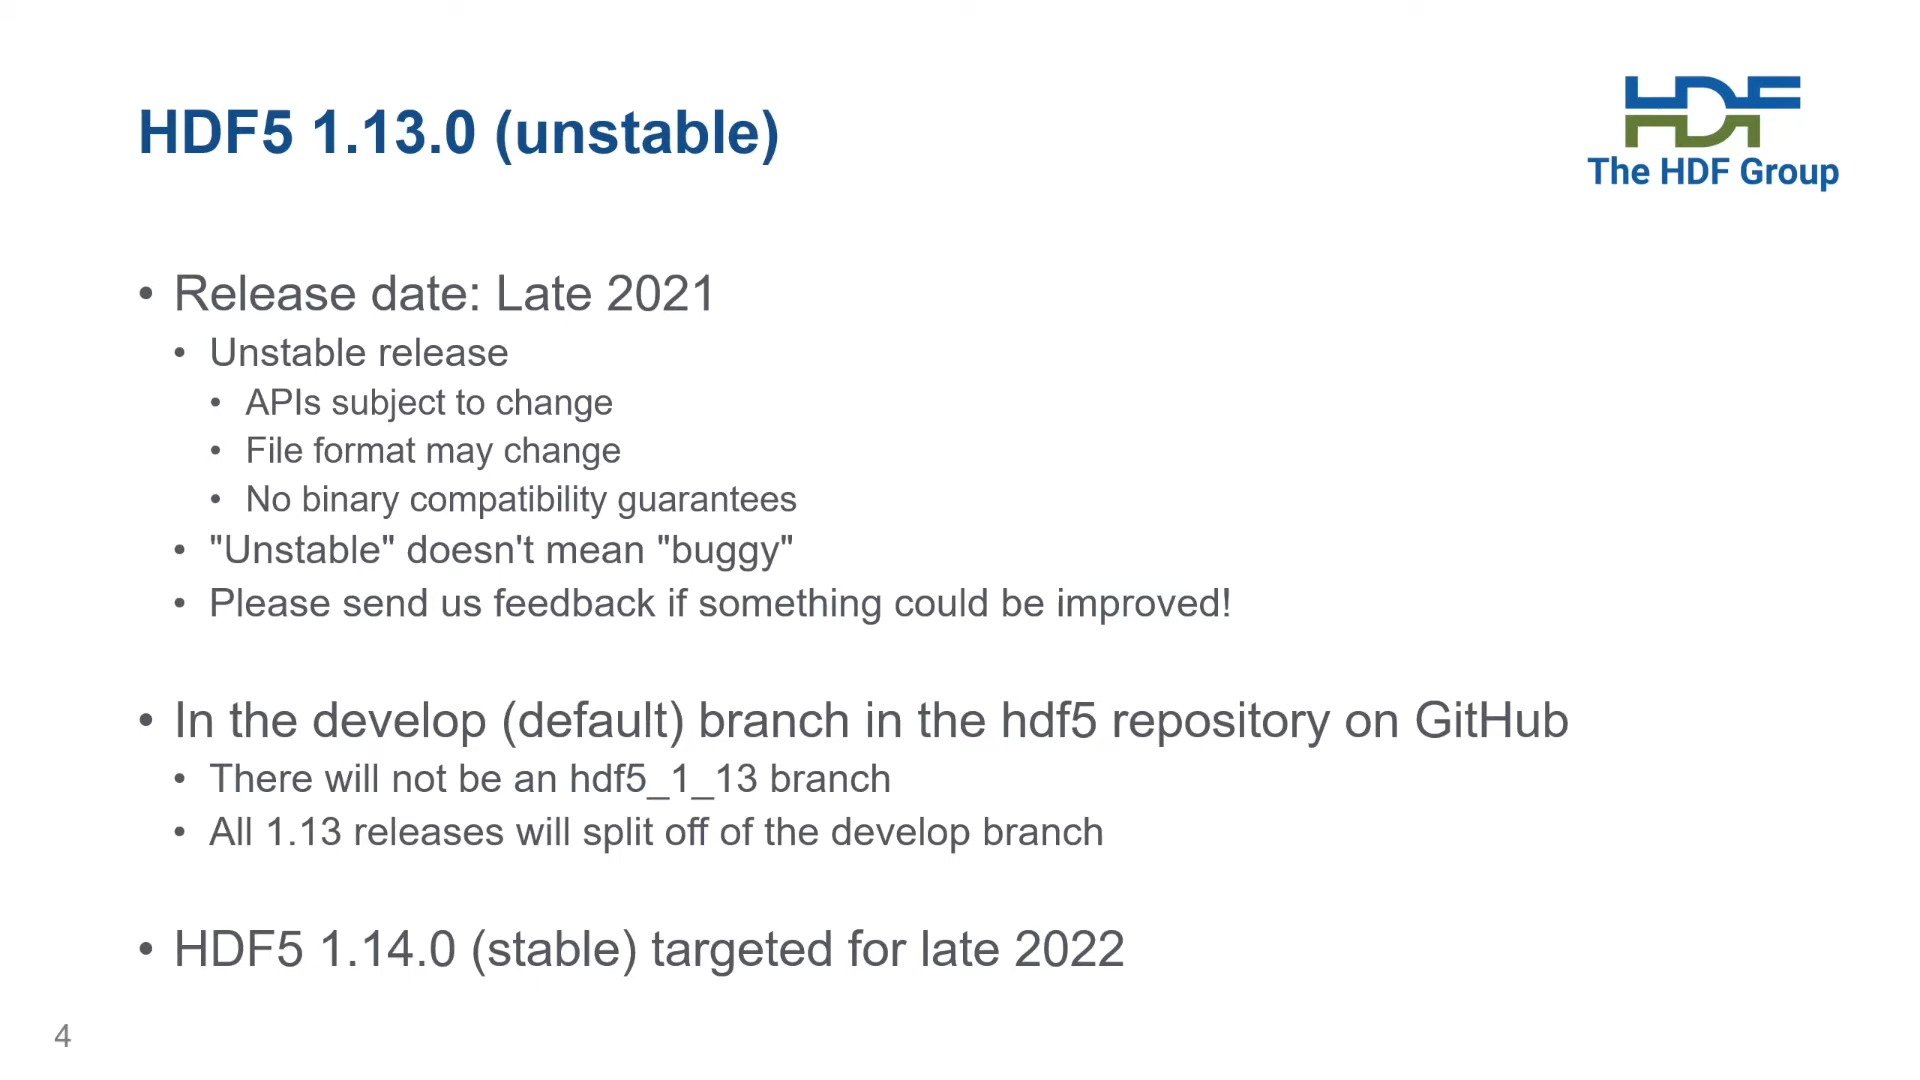 HDF5 1.13.0 (unstable)
HDF
The HDF Group
• Release date: Late 2021
• Unstable release
• APIs subject to change
• File format may change
• No binary compatibility guarantees
• "Unstable" doesn't mean "buggy"
• Please send us feedback if something could be improved!
• In the develop (default) branch in the hdf5 repository on GitHub
• There will not be an hdf5_1_13 branch
• All 1.13 releases will split off of the develop branch
• HDF5 1.14.0 (stable) targeted for late 2022
4